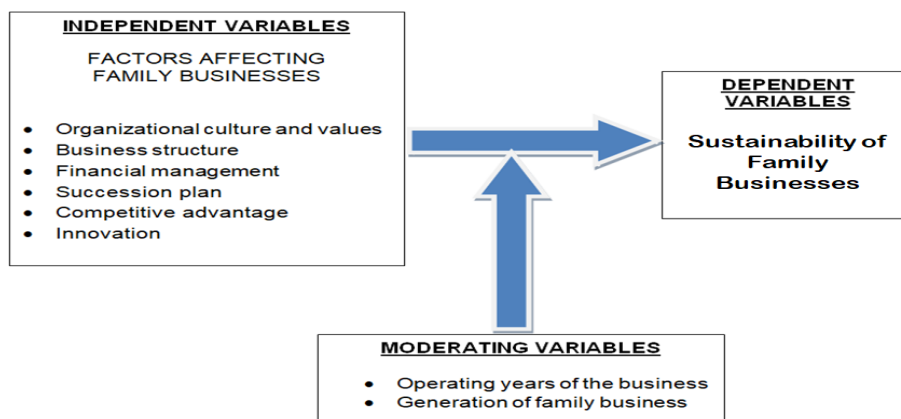 INDEPENDENT VARIABLES
FACTORS AFFECTING
FAMILY BUSINESSES
• Organizational culture and values
• Business structure
• Financial management
• Succession plan
• Competitive advantage
• Innovation
DEPENDENT
VARIABLES
Sustainability of
Family
Businesses
MODERATING VARIABLES
• Operating years of the business
• Generation of family business